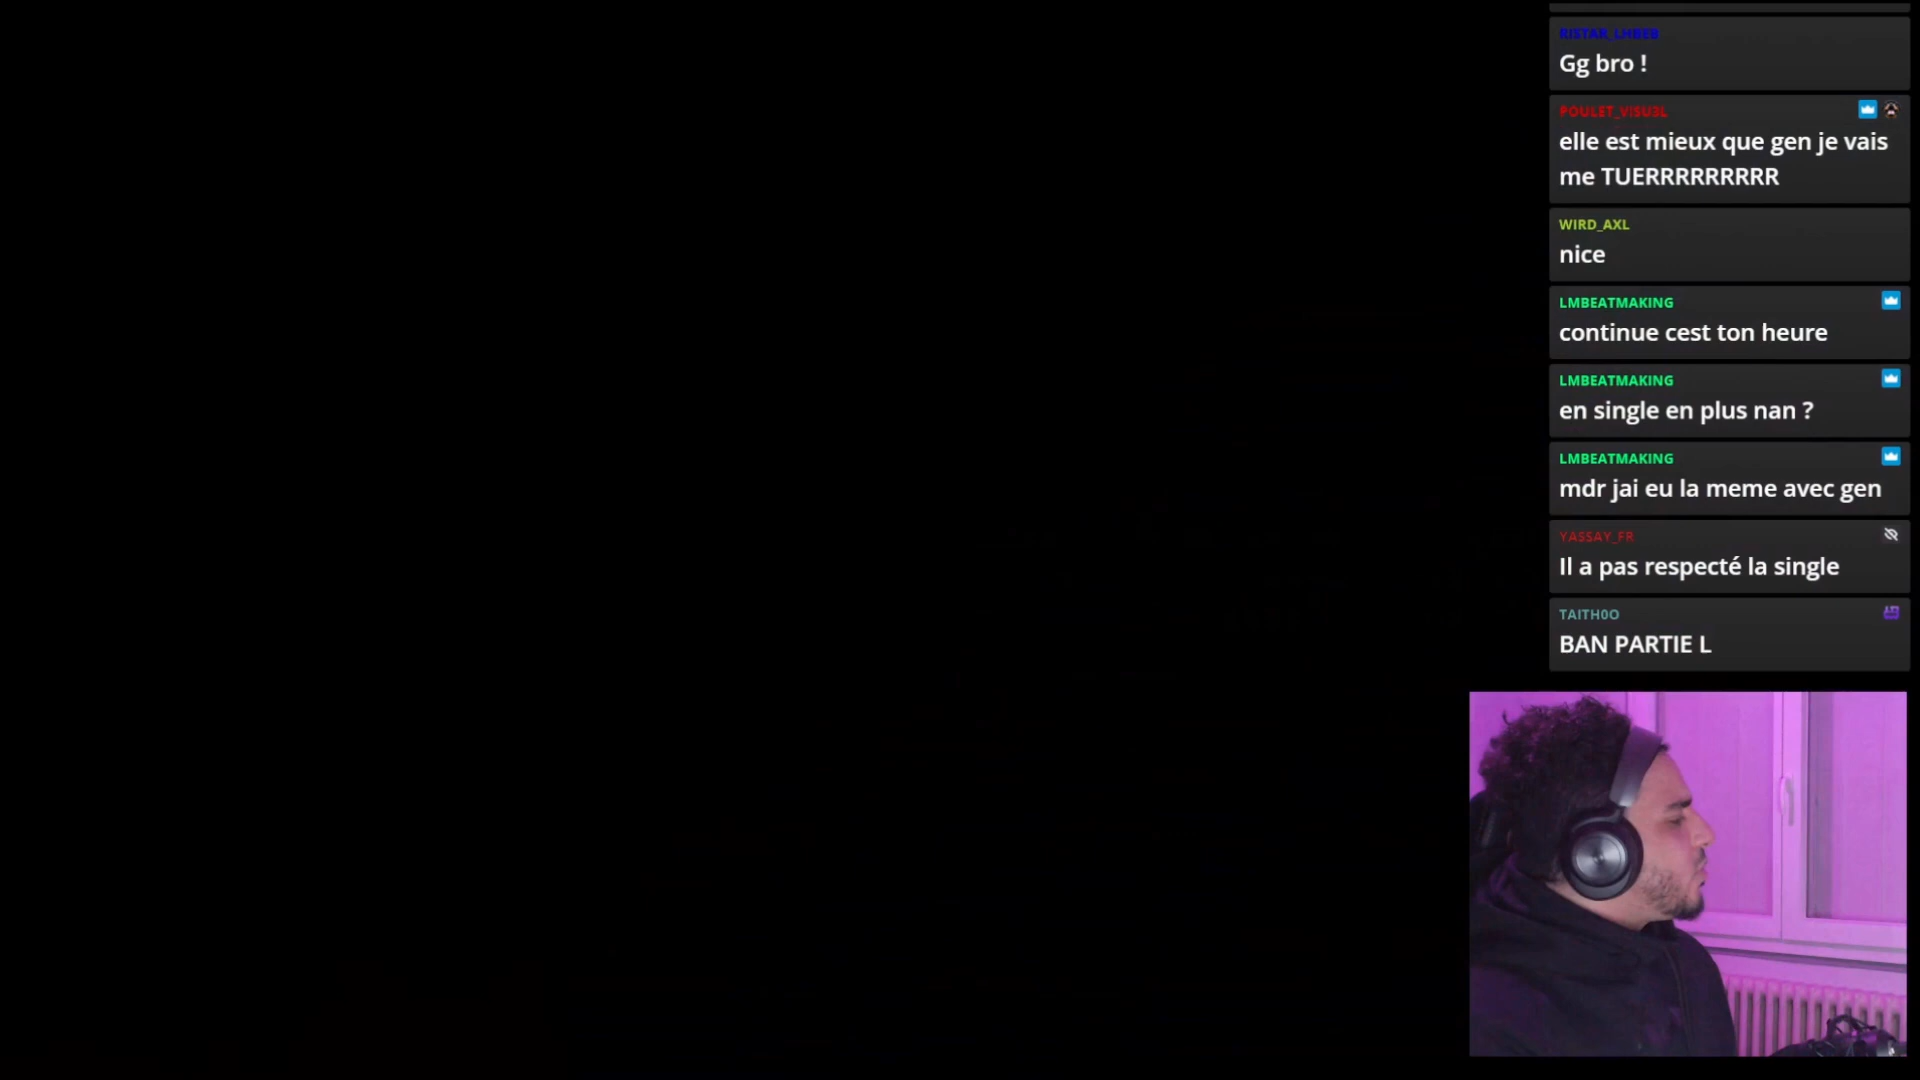 RISTAR_LHBEB
Gg bro !
POULET_VISU3L
elle est mieux que gen je vais
me TUERRRRRRRRR
WIRD_AXL
nice
LMBEATMAKING
continue cest ton heure
LMBEATMAKING
en single en plus nan ?
LMBEATMAKING
mdr jai eu la meme avec gen
YASSAY_FR
Il a pas respecté la single
TAITH0O
BAN PARTIE L